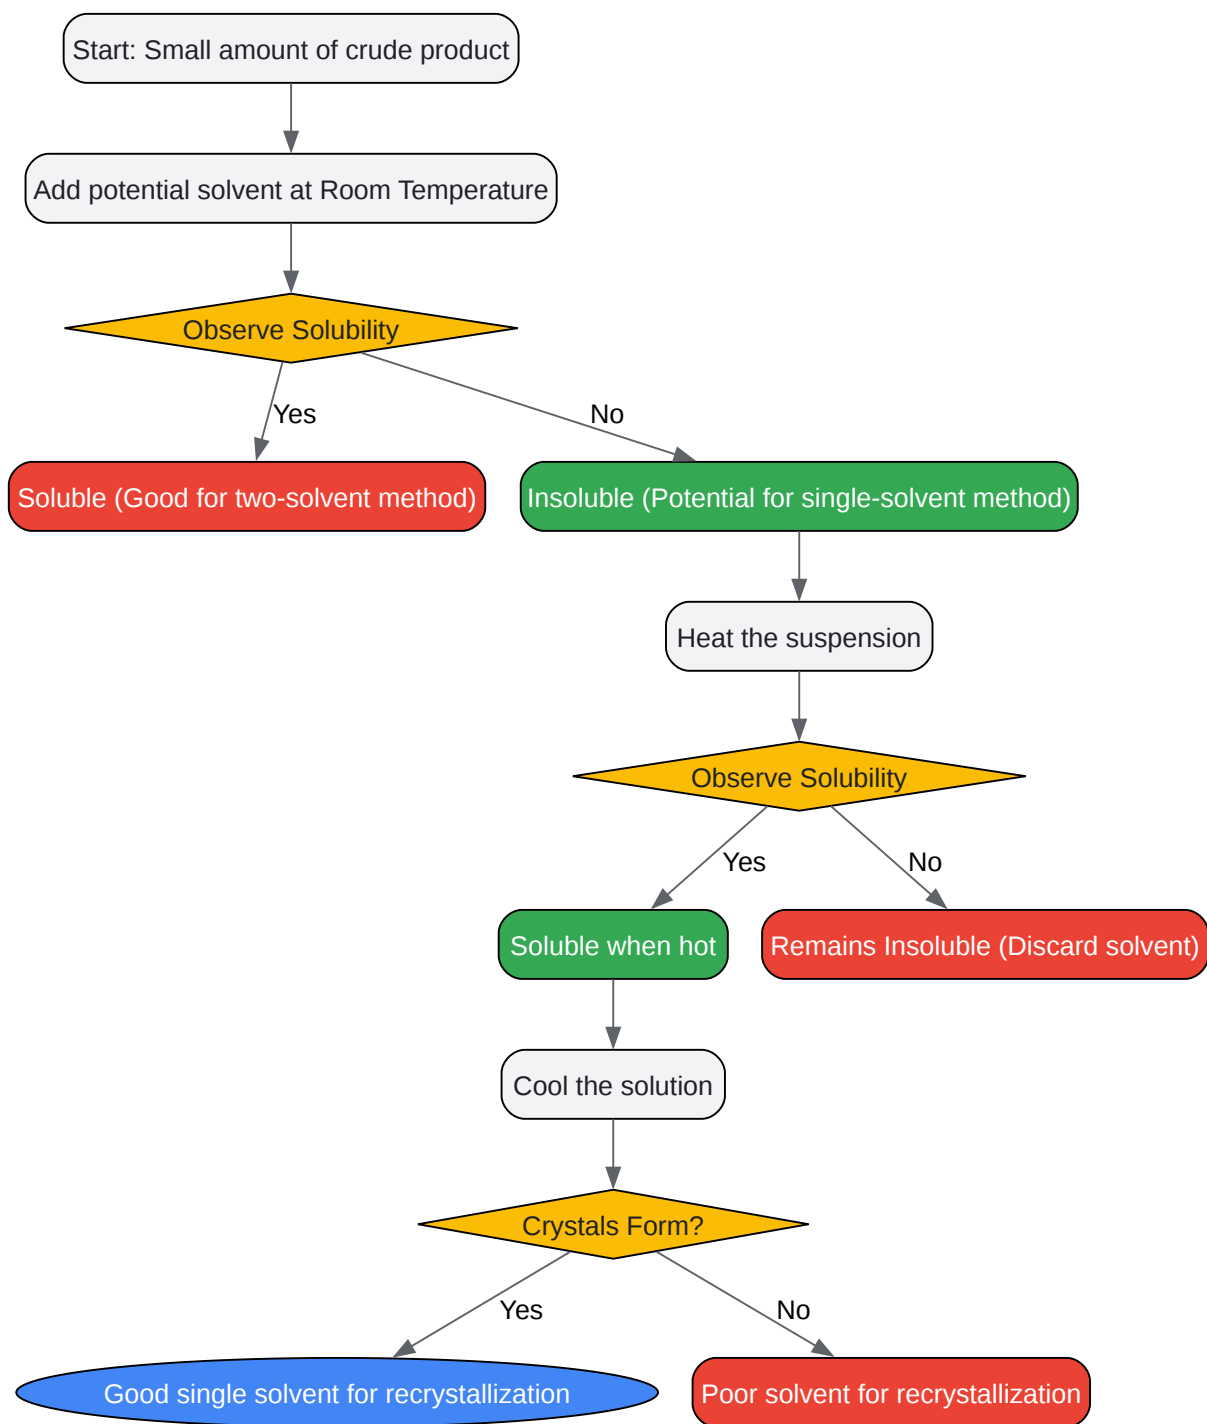 Start: Small amount of crude product
Add potential solvent at Room Temperature
Observe Solubility
Yes
No
Soluble (Good for two-solvent method)
Insoluble (Potential for single-solvent method)
Heat the suspension
Observe Solubility
Yes
No
Soluble when hot
Remains Insoluble (Discard solvent)
Cool the solution
Crystals Form?
Yes
No
Good single solvent for recrystallization
Poor solvent for recrystallization